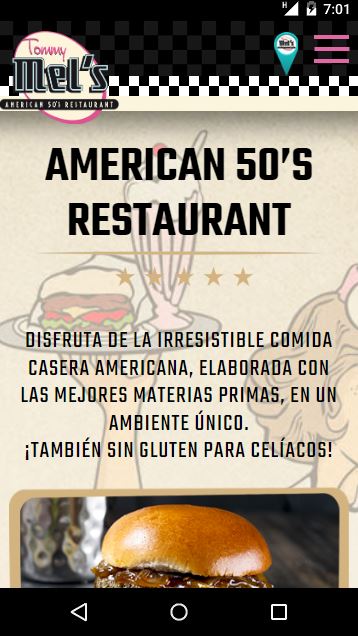 H 7:01
Tommy
Mel's
AMERICAN 50'S RESTAURANT
AMERICAN 50'S
RESTAURANT
DISFRUTA DE LA IRRESISTIBLE COMIDA
CASERA AMERICANA, ELABORADA CON
LAS MEJORES MATERIAS PRIMAS, EN UN
AMBIENTE ÚNICO.
¡TAMBIÉN SIN GLUTEN PARA CELÍACOS!